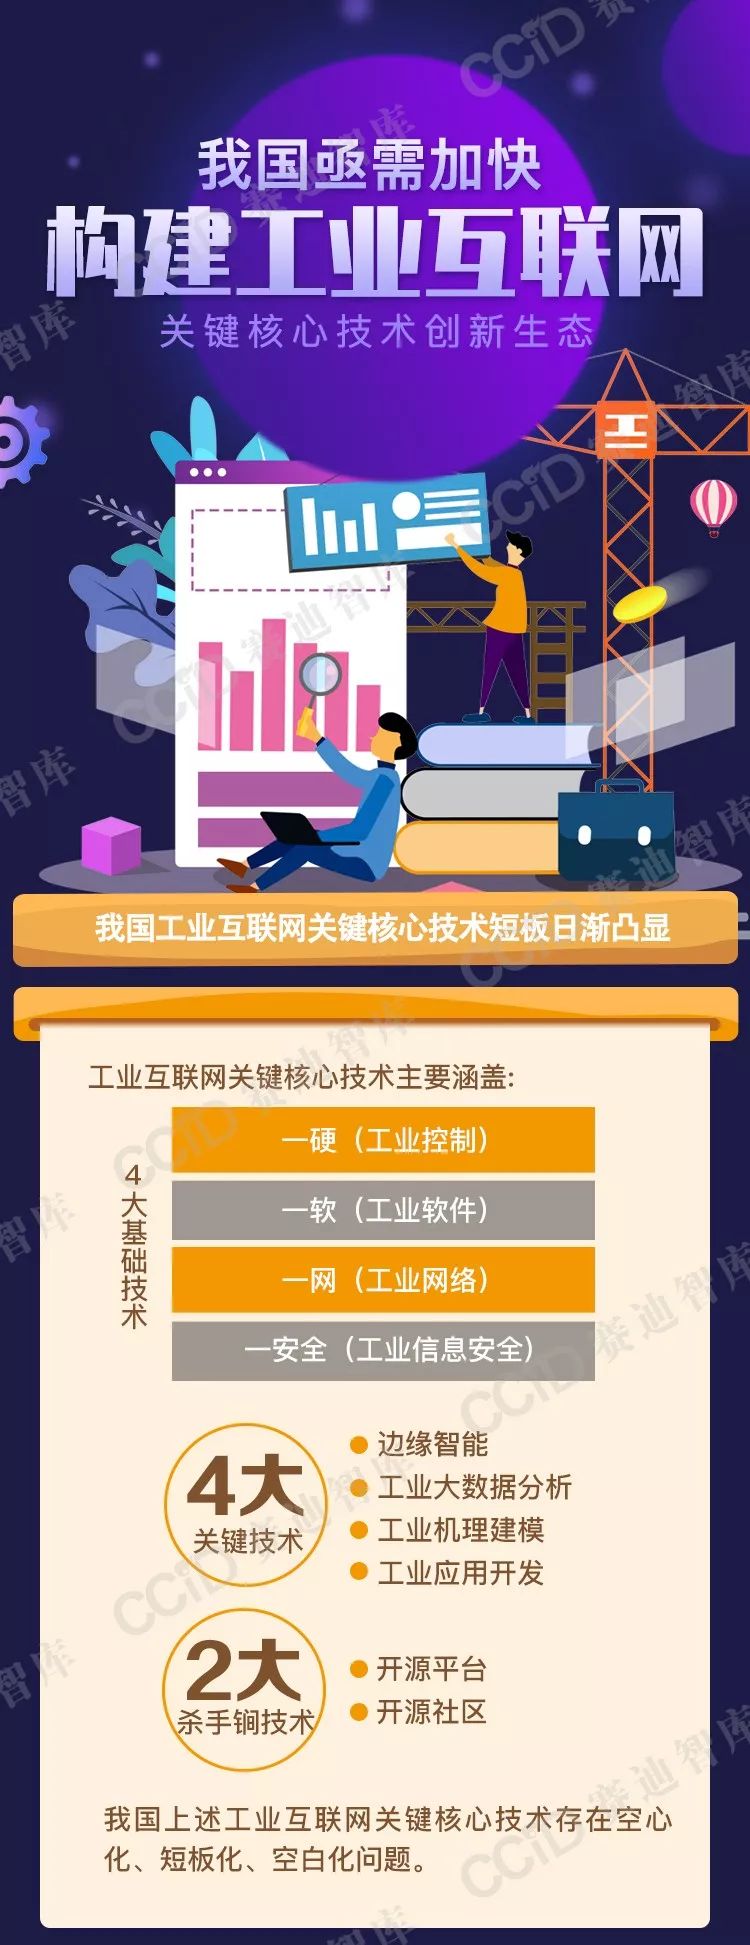 我国亟需加快
构建工业互联网
关键核心技术创新生态
工
我国工业互联网关键核心技术短板日渐凸显
工业互联网关键核心技术主要涵盖:
4大基础技术
一硬（工业控制）
一软（工业软件）
一网（工业网络）
一安全（工业信息安全）
4大
关键技术
边缘智能
工业大数据分析
工业机理建模
工业应用开发
2大
杀手锏技术
开源平台
开源社区
我国上述工业互联网关键核心技术存在空心
化、短板化、空白化问题。
CCID 赛迪智库